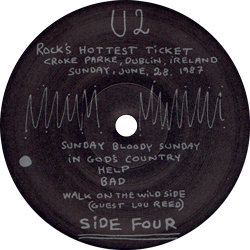 U2
ROCK'S HOTTEST TICKET
CROKE PARKE, DUBLIN, IRELAND
SUNDAY, JUNE, 28. 1987
SUNDAY BLOODY SUNDAY
IN GOD'S COUNTRY
HELP
BAD
WALK ON THE WILD SIDE
(GUEST LOU REED)
SIDE FOUR